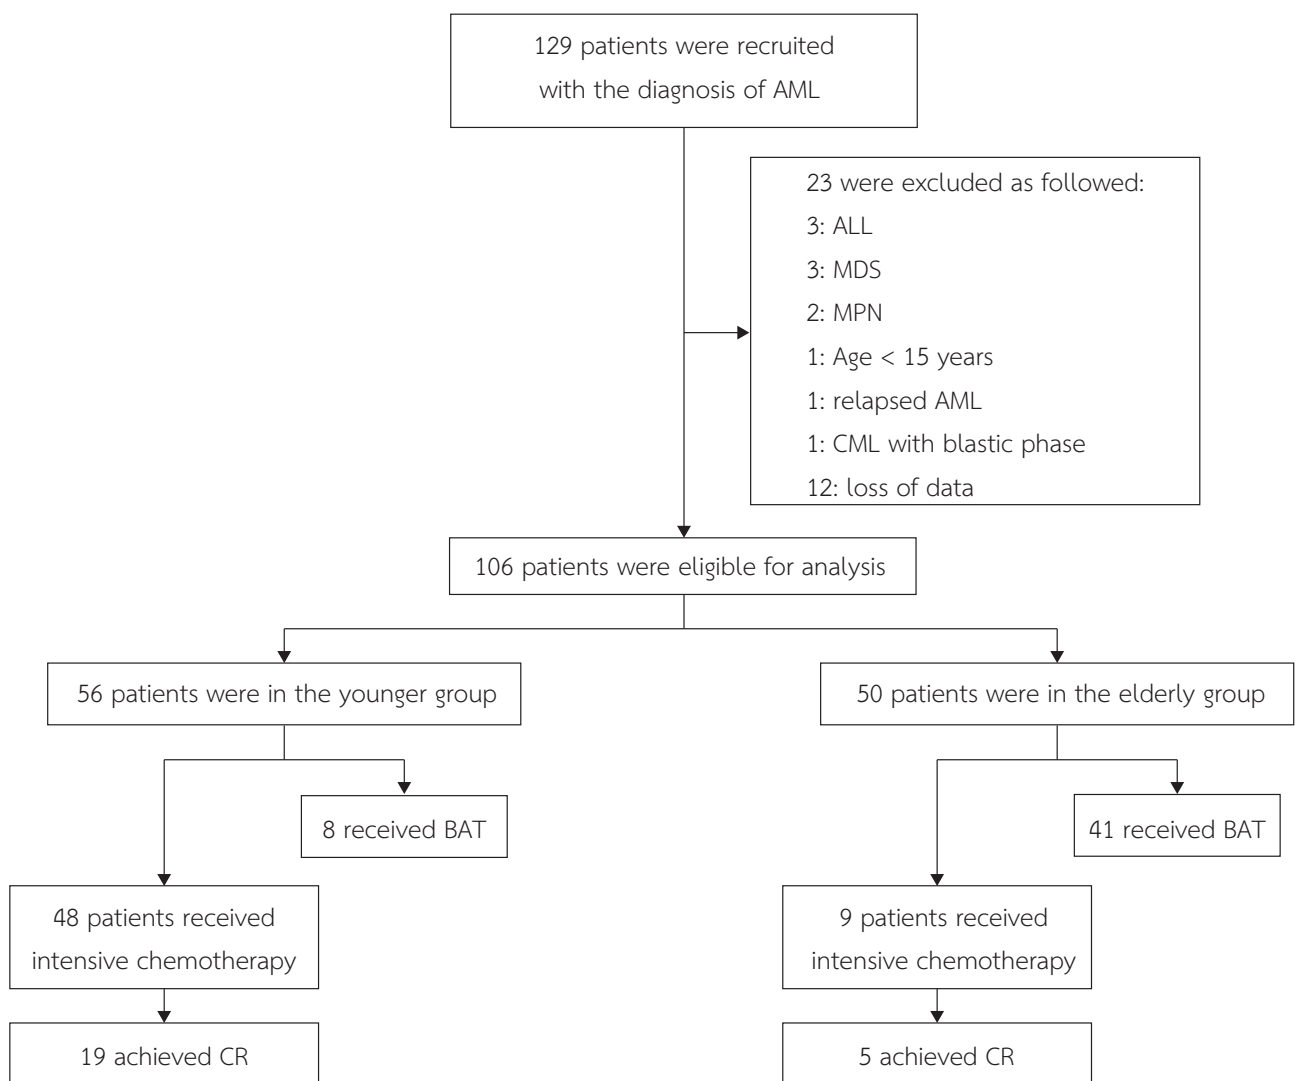 129 patients were recruited
with the diagnosis of AML
23 were excluded as followed:
3: ALL
3: MDS
2: MPN
1: Age < 15 years
1: relapsed AML
1: CML with blastic phase
12: loss of data
106 patients were eligible for analysis
56 patients were in the younger group
50 patients were in the elderly group
8 received BAT
41 received BAT
48 patients received
intensive chemotherapy
9 patients received
intensive chemotherapy
19 achieved CR
5 achieved CR